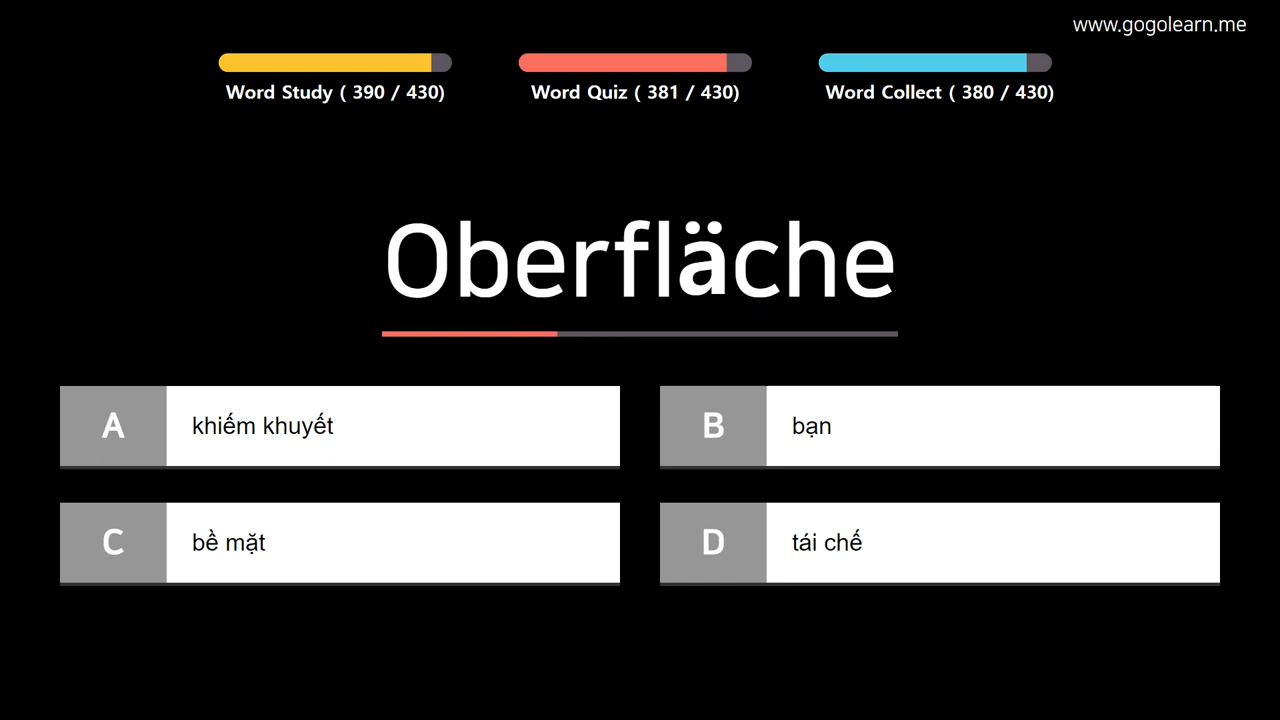 www.gogolearn.me
Word Study ( 390 / 430)
Word Quiz ( 381 / 430)
Word Collect ( 380 / 430)
Oberfläche
A
khiếm khuyết
B
bạn
C
bề mặt
D
tái chế